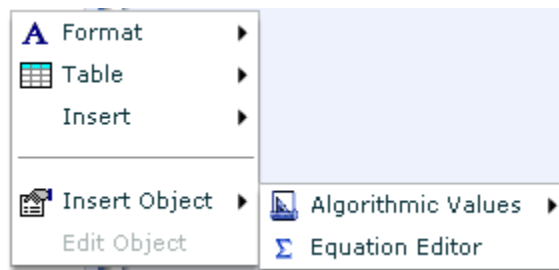 Format
Table
Insert
Insert Object
Edit Object
Algorithmic Values
Equation Editor